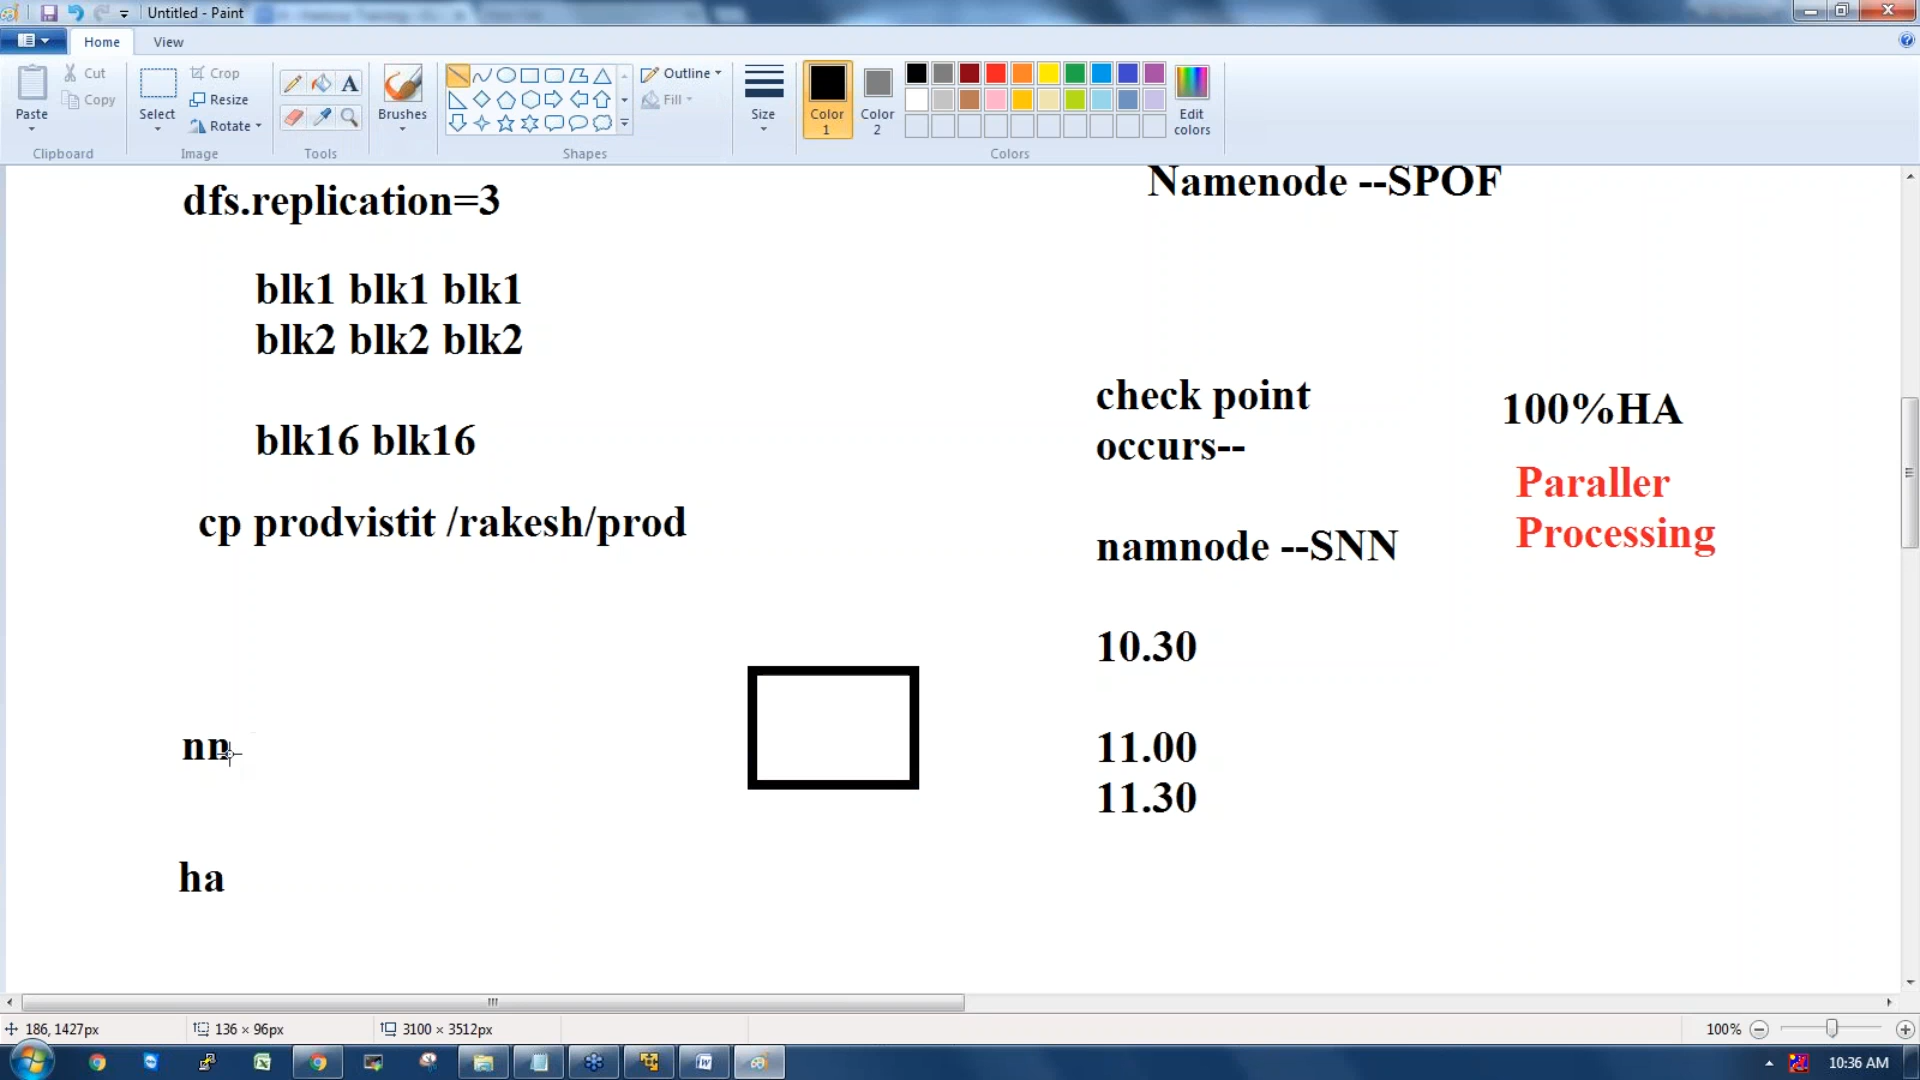 Untitled - Paint
Home
View
Paste
Cut
Copy
Clipboard
Select
Crop
Resize
Rotate
Image
A
Tools
Brushes
Shapes
Outline
Fill
Size
Color
1
Color
2
Edit
colors
Colors
dfs.replication=3
blk1 blk1 blk1
blk2 blk2 blk2
blk16 blk16
cp prodvistit /rakesh/prod
nn
ha
Namenode --SPOF
check point
occurs--
namnode --SNN
10.30
11.00
11.30
100%HA
Paraller
Processing
186, 1427px
136 × 96px
3100 × 3512px
100%
10:36 AM